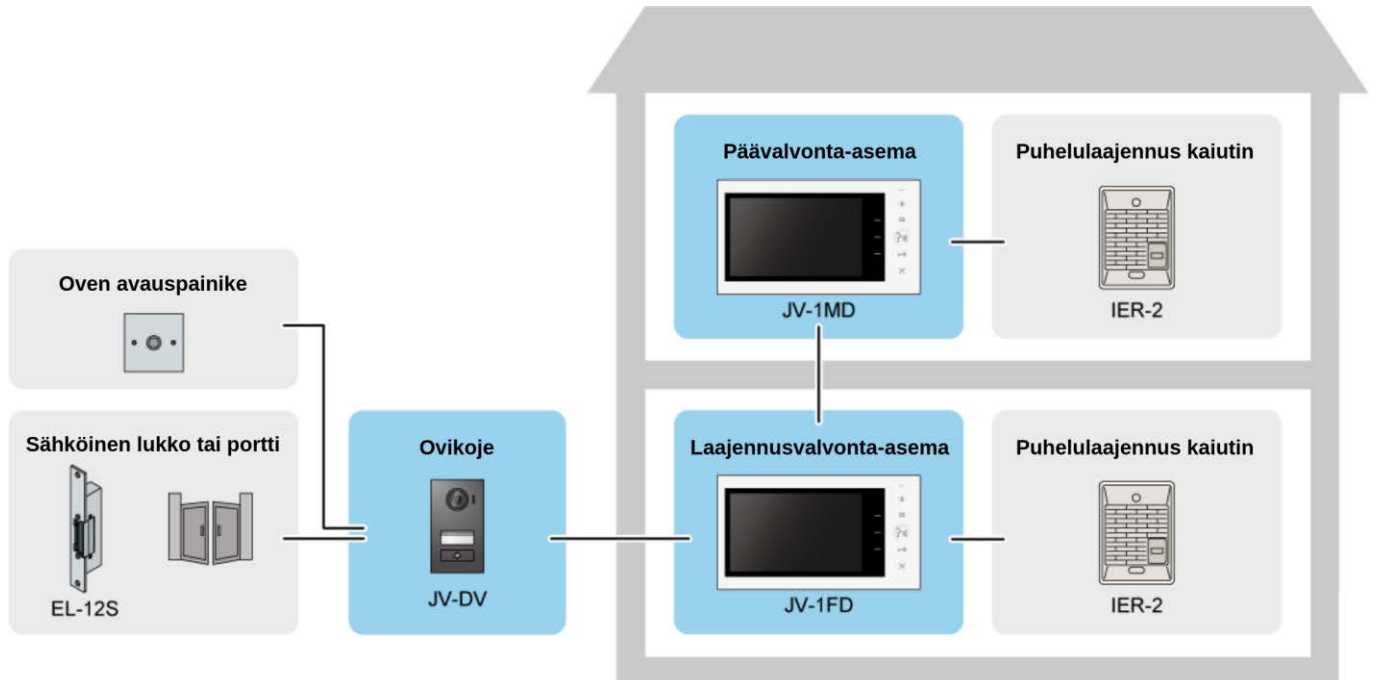 Päävalvonta-asema
JV-1MD
Puhelulaajennus kaiutin
IER-2
Oven avauspainike
Sähköinen lukko tai portti
EL-12S
Ovikoje
JV-DV
Laajennusvalvonta-asema
JV-1FD
Puhelulaajennus kaiutin
IER-2